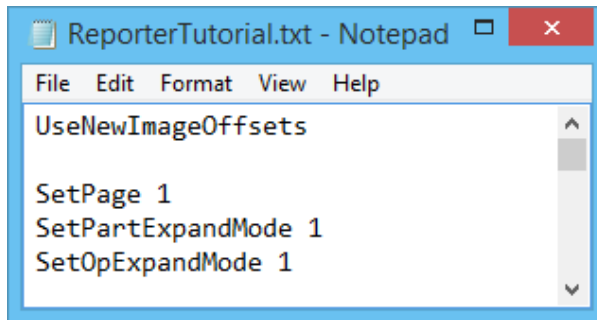 ReporterTutorial.txt - Notepad
File Edit Format View Help
UseNewImageOffsets
SetPage 1
SetPartExpandMode 1
SetOpExpandMode 1